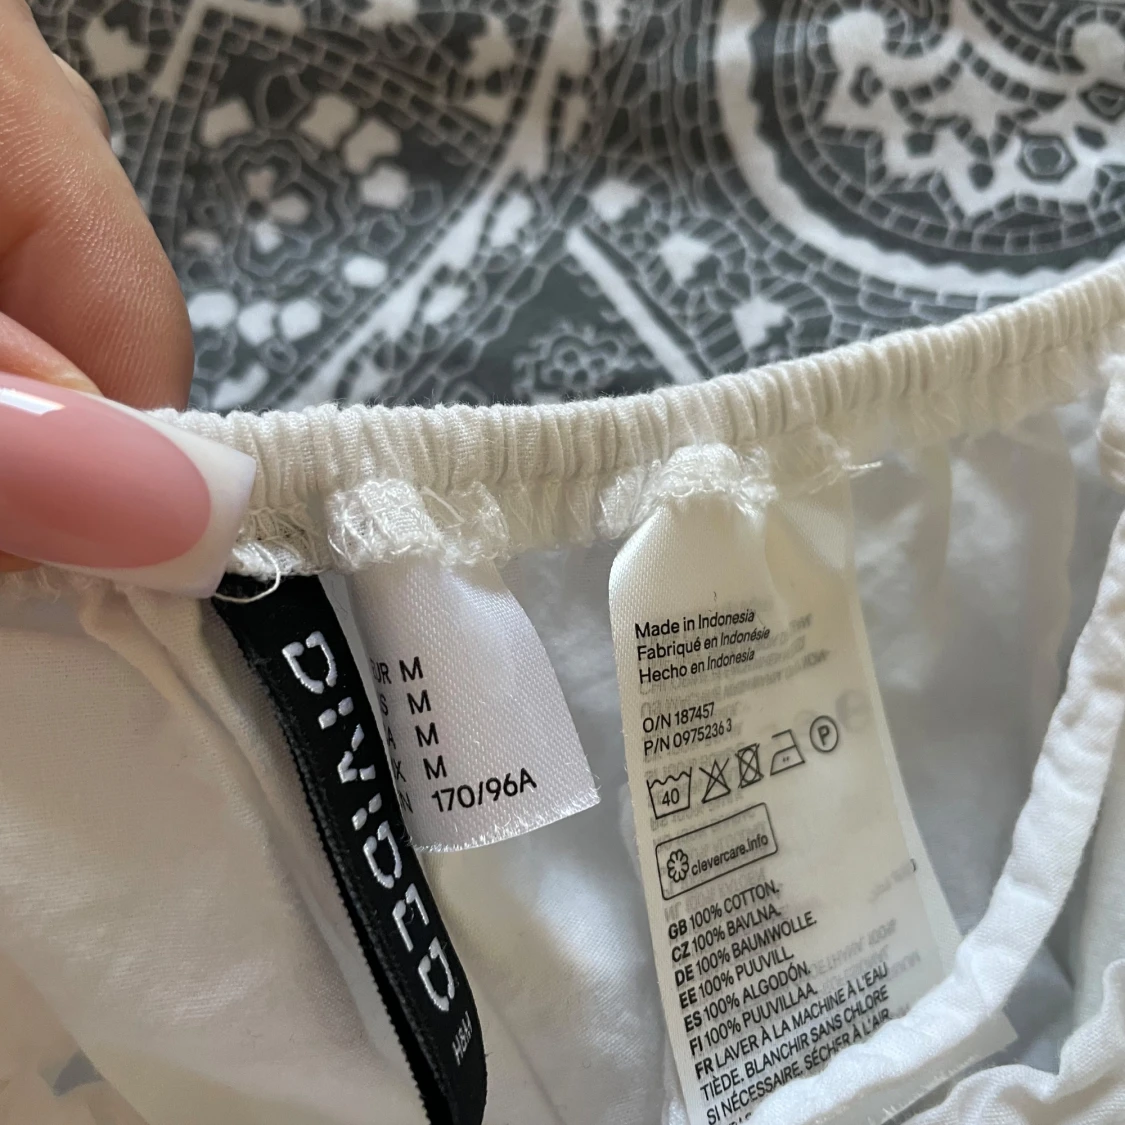 DIVIDED
H&M
M
M
M
M
170/96A
Made in Indonesia
Fabriqué en Indonésie
Hecho en Indonesia
O/N 187457
P/N 0975236 3
40
P
clevercare.info
GB 100% COTTON.
CZ 100% BAVLNA.
DE 100% BAUMWOLLE.
EE 100% PUUVILL
ES 100% ALGODÓN.
FI 100% PUUVILLAA.
FR LAVER À LA MACHINE À L'EAU
TIÈDE. BLANCHIR SANS CHLORE
SI NÉCESSAIRE. SÉCHER À L'AIR